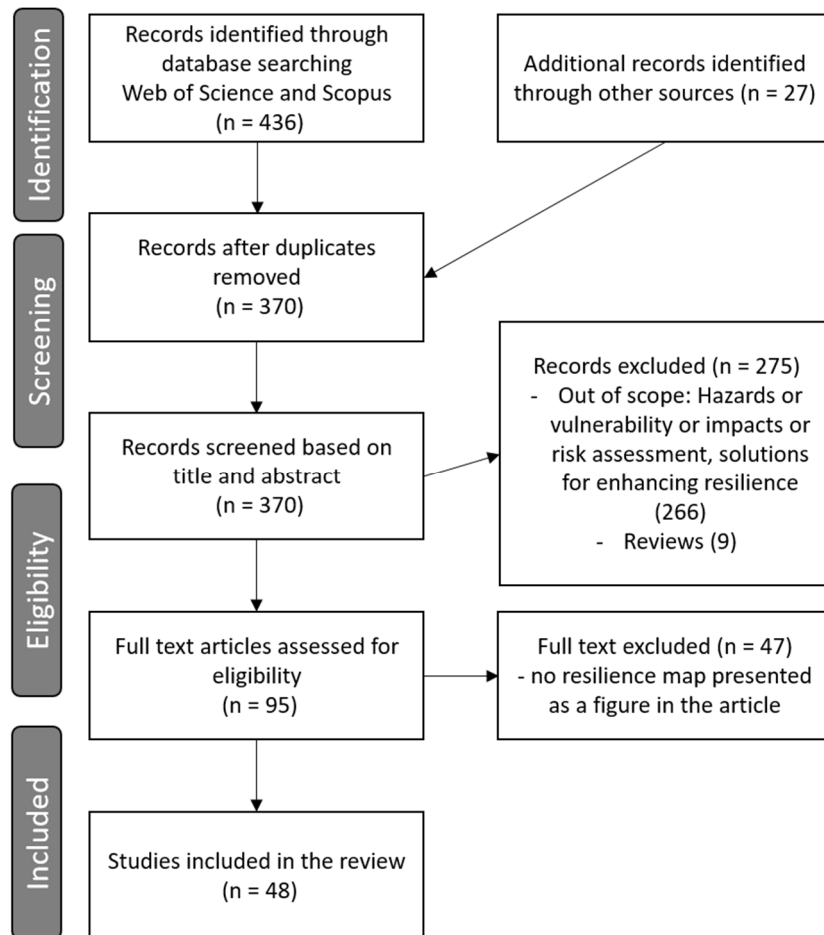 Identification
Records identified through
database searching
Web of Science and Scopus
(n = 436)
Additional records identified
through other sources (n = 27)
Screening
Records after duplicates
removed
(n = 370)
Records screened based on
title and abstract
(n = 370)
Records excluded (n = 275)
- Out of scope: Hazards or
vulnerability or impacts or
risk assessment, solutions
for enhancing resilience
(266)
- Reviews (9)
Eligibility
Full text articles assessed for
eligibility
(n = 95)
Full text excluded (n = 47)
- no resilience map presented
as a figure in the article
Included
Studies included in the review
(n = 48)